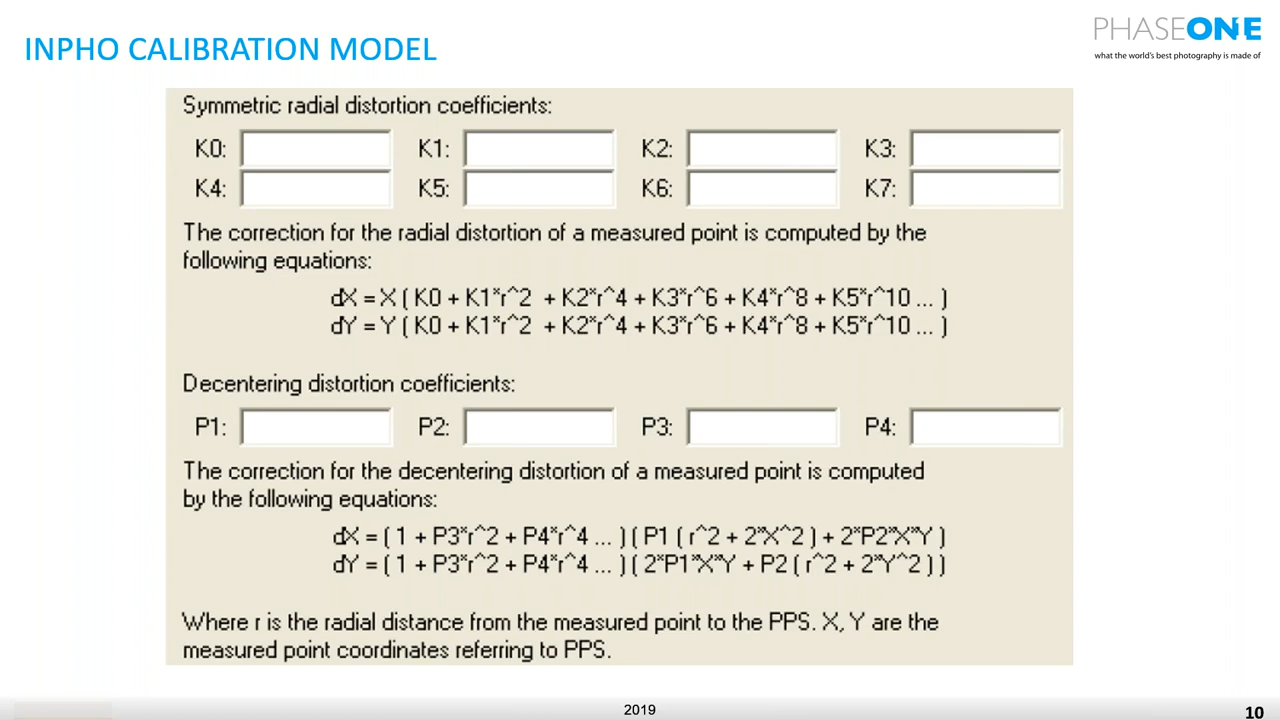 INPHO CALIBRATION MODEL
PHASEONE
what the world's best photography is made of
Symmetric radial distortion coefficients:
K0: K1: K2: K3:
K4: K5: K6: K7:
The correction for the radial distortion of a measured point is computed by the
following equations:
dX = X ( K0 + K1*r^2 + K2*r^4 + K3*r^6 + K4*r^8 + K5*r^10 ... )
dY = Y ( K0 + K1*r^2 + K2*r^4 + K3*r^6 + K4*r^8 + K5*r^10 ... )
Decentering distortion coefficients:
P1: P2: P3: P4:
The correction for the decentering distortion of a measured point is computed
by the following equations:
dX = ( 1 + P3*r^2 + P4*r^4 ... ) ( P1 ( r^2 + 2*X^2 ) + 2*P2*X*Y )
dY = ( 1 + P3*r^2 + P4*r^4 ... ) ( 2*P1*X*Y + P2 ( r^2 + 2*Y^2 ) )
Where r is the radial distance from the measured point to the PPS. X, Y are the
measured point coordinates referring to PPS.
2019
10